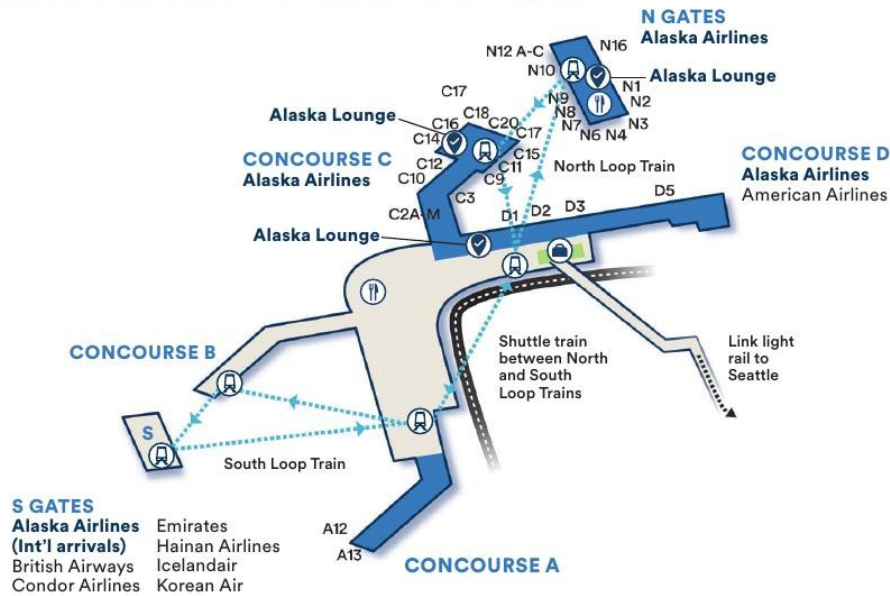 N GATES
Alaska Airlines
N12 A-C
N16
N10
Alaska Lounge
N1
N2
N9
N8
N7
N6
N4
N3
C17
Alaska Lounge
C18
C16
C20
C14
C17
CONCOURSE C
Alaska Airlines
C12
C15
C11
C10
C9
North Loop Train
CONCOURSE D
Alaska Airlines
American Airlines
C3
C2A-M
D1
D2
D3
D5
Alaska Lounge
CONCOURSE B
Shuttle train
between North
and South
Loop Trains
Link light
rail to
Seattle
S
South Loop Train
S GATES
Alaska Airlines
(Int'l arrivals)
British Airways
Condor Airlines
Emirates
Hainan Airlines
Icelandair
Korean Air
A12
A13
CONCOURSE A